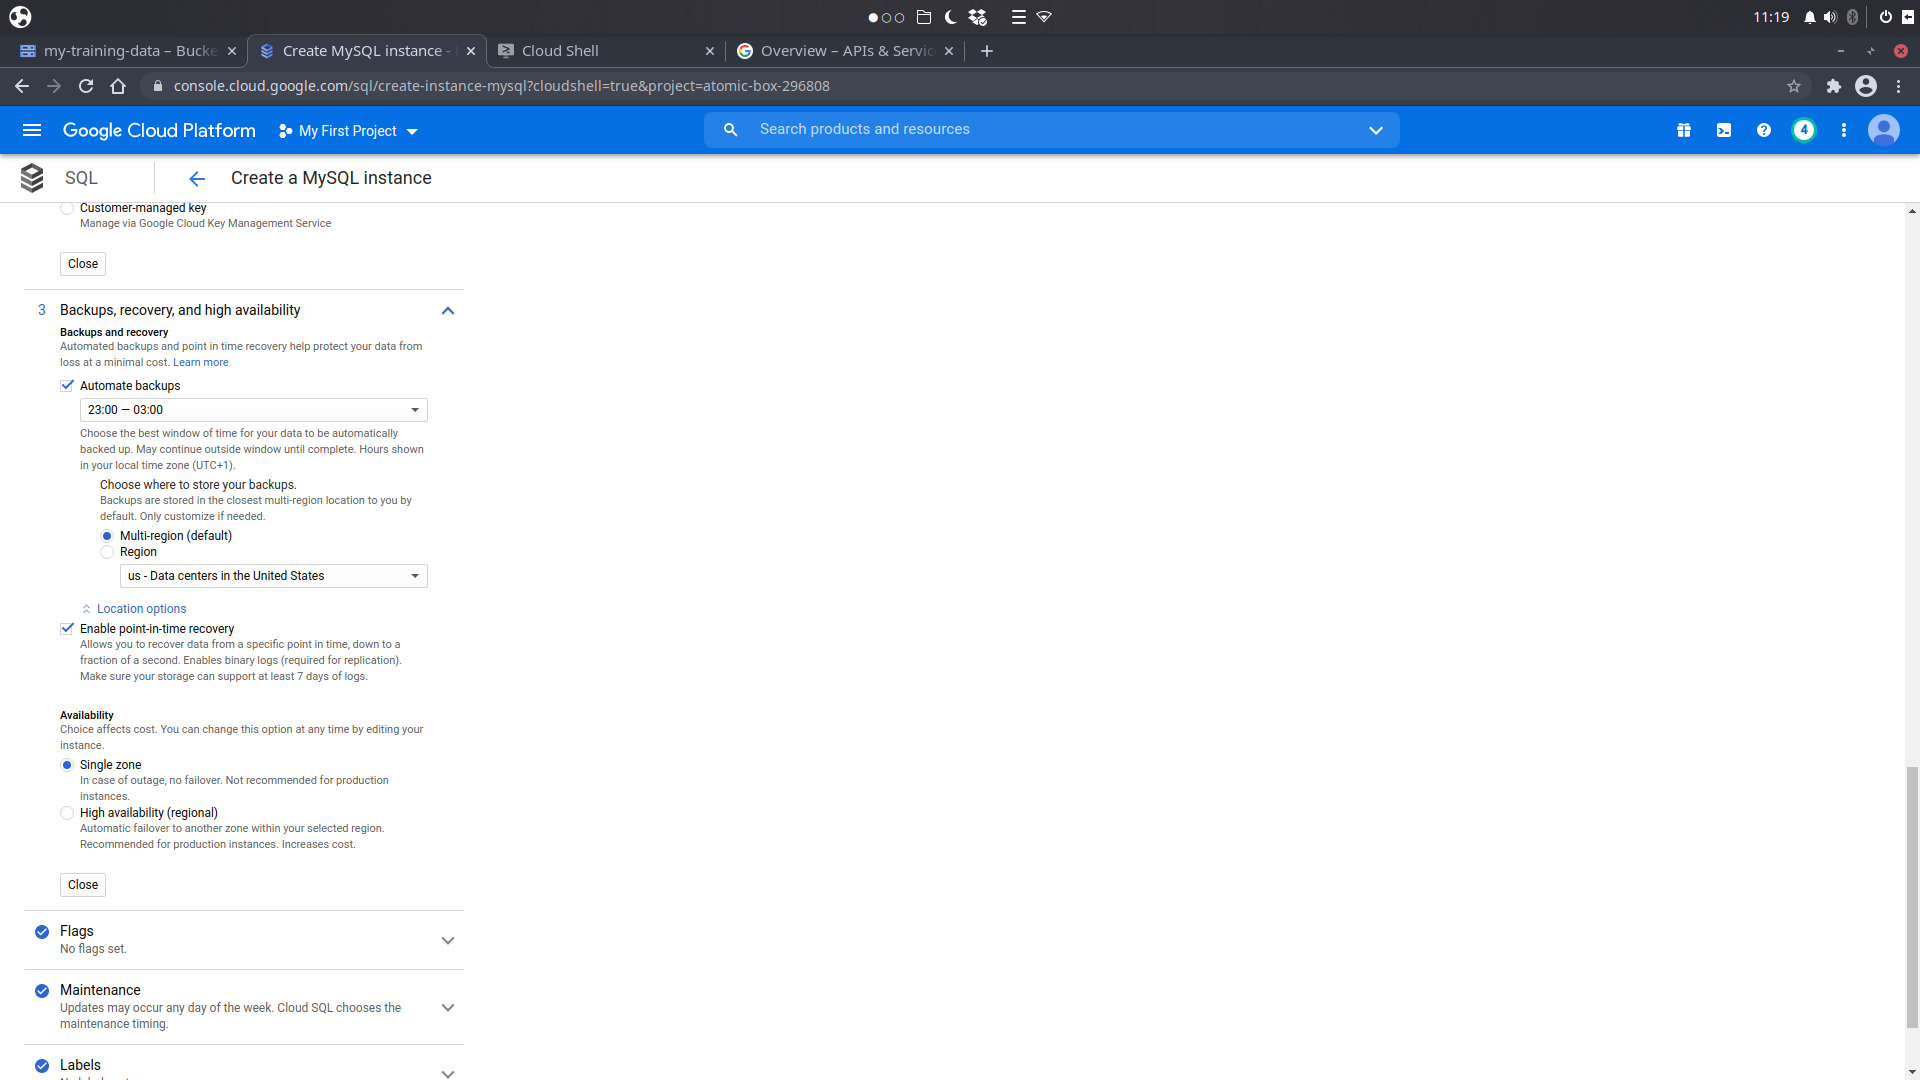 11:19
my-training-data – Bucke
Create MySQL instance -
Cloud Shell
Overview – APIs & Servic
console.cloud.google.com/sql/create-instance-mysql?cloudshell=true&project=atomic-box-296808
Google Cloud Platform
My First Project
Search products and resources
4
SQL
Create a MySQL instance
Customer-managed key
Manage via Google Cloud Key Management Service
Close
3 Backups, recovery, and high availability
Backups and recovery
Automated backups and point in time recovery help protect your data from
loss at a minimal cost. Learn more
Automate backups
23:00 — 03:00
Choose the best window of time for your data to be automatically
backed up. May continue outside window until complete. Hours shown
in your local time zone (UTC+1).
Choose where to store your backups.
Backups are stored in the closest multi-region location to you by
default. Only customize if needed.
Multi-region (default)
Region
us - Data centers in the United States
Location options
Enable point-in-time recovery
Allows you to recover data from a specific point in time, down to a
fraction of a second. Enables binary logs (required for replication).
Make sure your storage can support at least 7 days of logs.
Availability
Choice affects cost. You can change this option at any time by editing your
instance.
Single zone
In case of outage, no failover. Not recommended for production
instances.
High availability (regional)
Automatic failover to another zone within your selected region.
Recommended for production instances. Increases cost.
Close
Flags
No flags set.
Maintenance
Updates may occur any day of the week. Cloud SQL chooses the
maintenance timing.
Labels